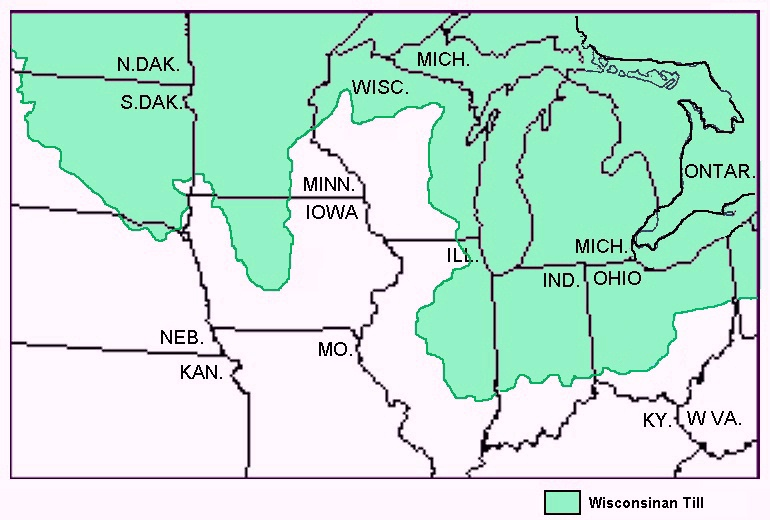 MICH.
N.DAK.
WISC.
S.DAK.
ONTAR.
MINN.
IOWA
MICH.
ILL.
IND. OHIO
NEB.
MO.
KAN.
KY. W VA.
Wisconsinan Till